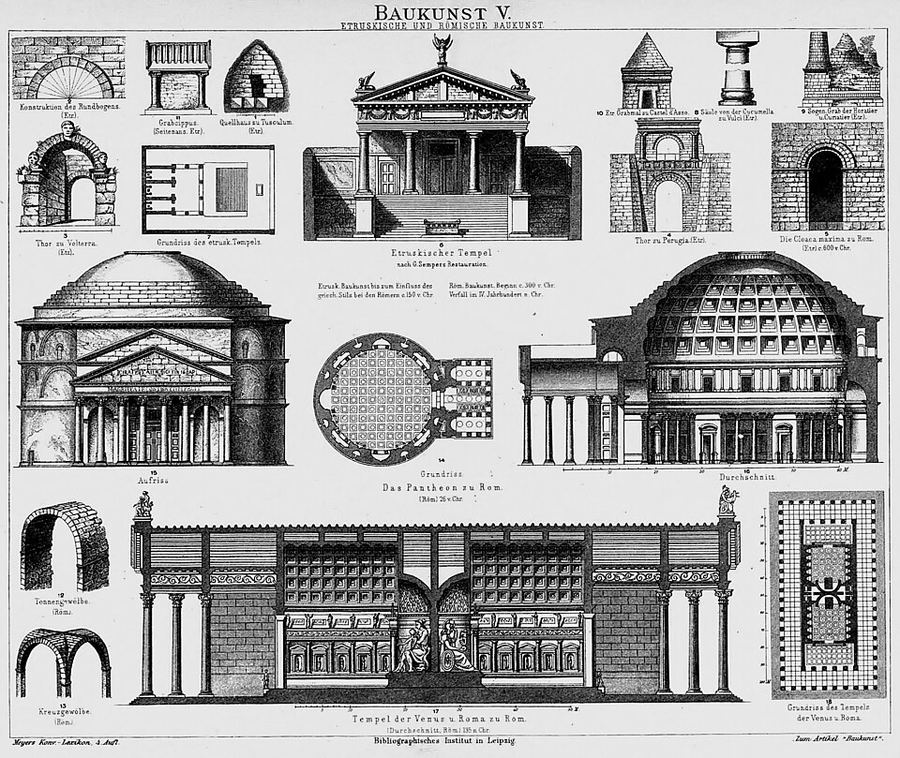 BAUKUNST V.
ETRUSKISCHE UND RÖMISCHE BAUKUNST.
Konstruktion des Rundbogens.
(Etr.)
11
Grabcippus.
(Seitenans. Etr.)
Quellhaus zu Tusculum.
(Etr.)
10 Etr. Grabmal zu Castel d'Asso.
8 Säule von der Cucumella
zu Vulci (Etr.)
9 Sogen. Grab der Horatier
u. Curiatier (Etr.)
3
Thor zu Volterra.
(Etr.)
7
Grundriss des etrusk. Tempels.
6
Etruskischer Tempel
nach G. Sempers Restauration.
4
Thor zu Perugia (Etr.)
5
Die Cloaca maxima zu Rom.
(Etr.) c. 600 v. Chr.
Etrusk. Baukunst bis zum Einfluss des
griech. Stils bei den Römern c. 150 v. Chr.
Röm. Baukunst. Beginn c. 300 v. Chr.
Verfall im IV. Jahrhundert n. Chr.
15
Aufriss
14
Grundriss.
Das Pantheon zu Rom.
(Röm.) 26 v. Chr.
16
Durchschnitt.
12
Tonnengewölbe.
(Röm.)
13
Kreuzgewölbe.
(Röm.)
17
Tempel der Venus u. Roma zu Rom.
(Durchschnitt, Röm.) 135 n. Chr.
18
Grundriss des Tempels
der Venus u. Roma.
Meyers Konv.-Lexikon, 4. Aufl.
Bibliographisches Institut in Leipzig.
Zum Artikel "Baukunst".